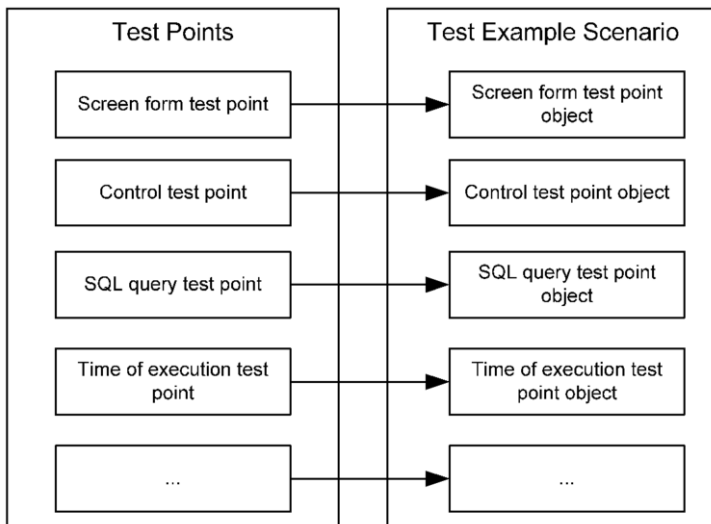 Test Points
Test Example Scenario
Screen form test point
Screen form test point
object
Control test point
Control test point object
SQL query test point
SQL query test point
object
Time of execution test
point
Time of execution test
point object
...
...